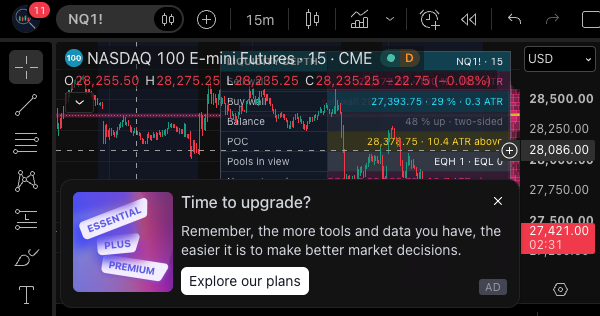 11
NQ1!
15m
100 NASDAQ 100 E-mini Futures · 15 · CME D
NQ1! · 15
O28,255.50 H28,275.25 L28,235.25 C28,235.25 −22.75 (−0.08%)
Buy wall 27,393.75 · 29 % · 0.3 ATR
Balance 48 % up · two-sided
POC 28,378.75 · 10.4 ATR above
Pools in view EQH 1 · EQL 0
USD
28,500.00
28,250.00
28,086.00
27,750.00
27,500.00
27,421.00
02:31
Time to upgrade?
Remember, the more tools and data you have, the
easier it is to make better market decisions.
Explore our plans
AD
ESSENTIAL
PLUS
PREMIUM